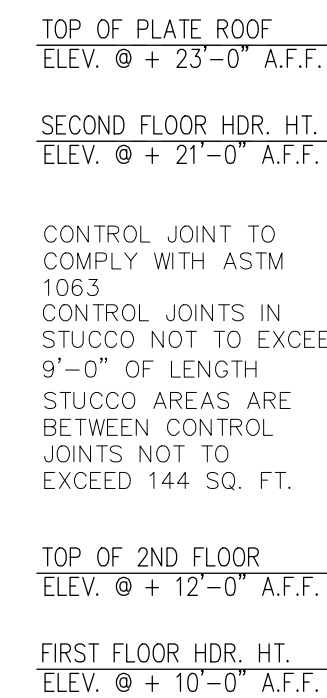 TOP OF PLATE ROOF
ELEV. @ + 23'-0" A.F.F.
SECOND FLOOR HDR. HT.
ELEV. @ + 21'-0" A.F.F.
CONTROL JOINT TO
COMPLY WITH ASTM
1063
CONTROL JOINTS IN
STUCCO NOT TO EXCEE
9'-0" OF LENGTH
STUCCO AREAS ARE
BETWEEN CONTROL
JOINTS NOT TO
EXCEED 144 SQ. FT.
TOP OF 2ND FLOOR
ELEV. @ + 12'-0" A.F.F.
FIRST FLOOR HDR. HT.
ELEV. @ + 10'-0" A.F.F.